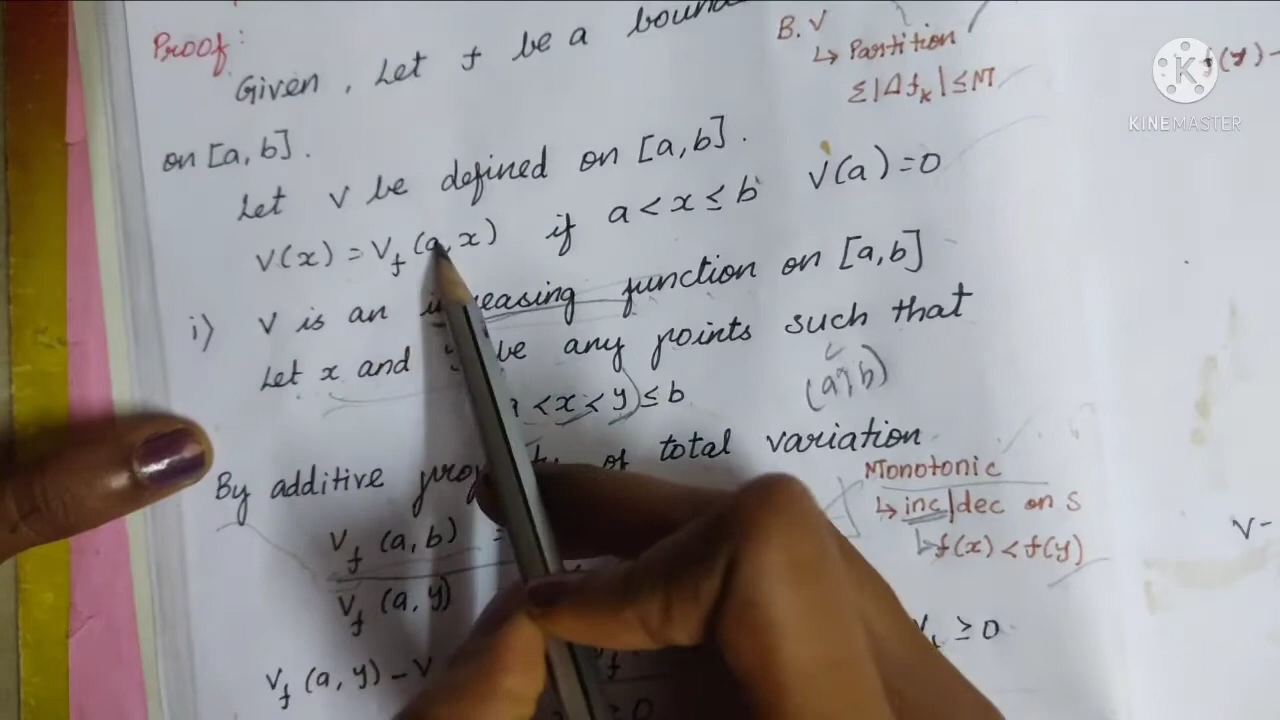 Proof:
Given, Let f be a
on [a, b].
Let V be defined on [a, b].
V(x) = V_f (a, x) if a < x ≤ b V(a) = 0
i) V is an function on [a, b]
Let x and be any points such that
< x < y ≤ b
(a, b)
By additive of total variation
V_f (a, b) =
V_f (a, y)
V_f (a, y) - V
≥ 0
≥ 0
B. V
↳ Partition
Σ|Δf_k| ≤ M
Monotonic
↳ inc/dec on S
↳ f(x) < f(y)
f(y) -
V -
K
KINEMASTER